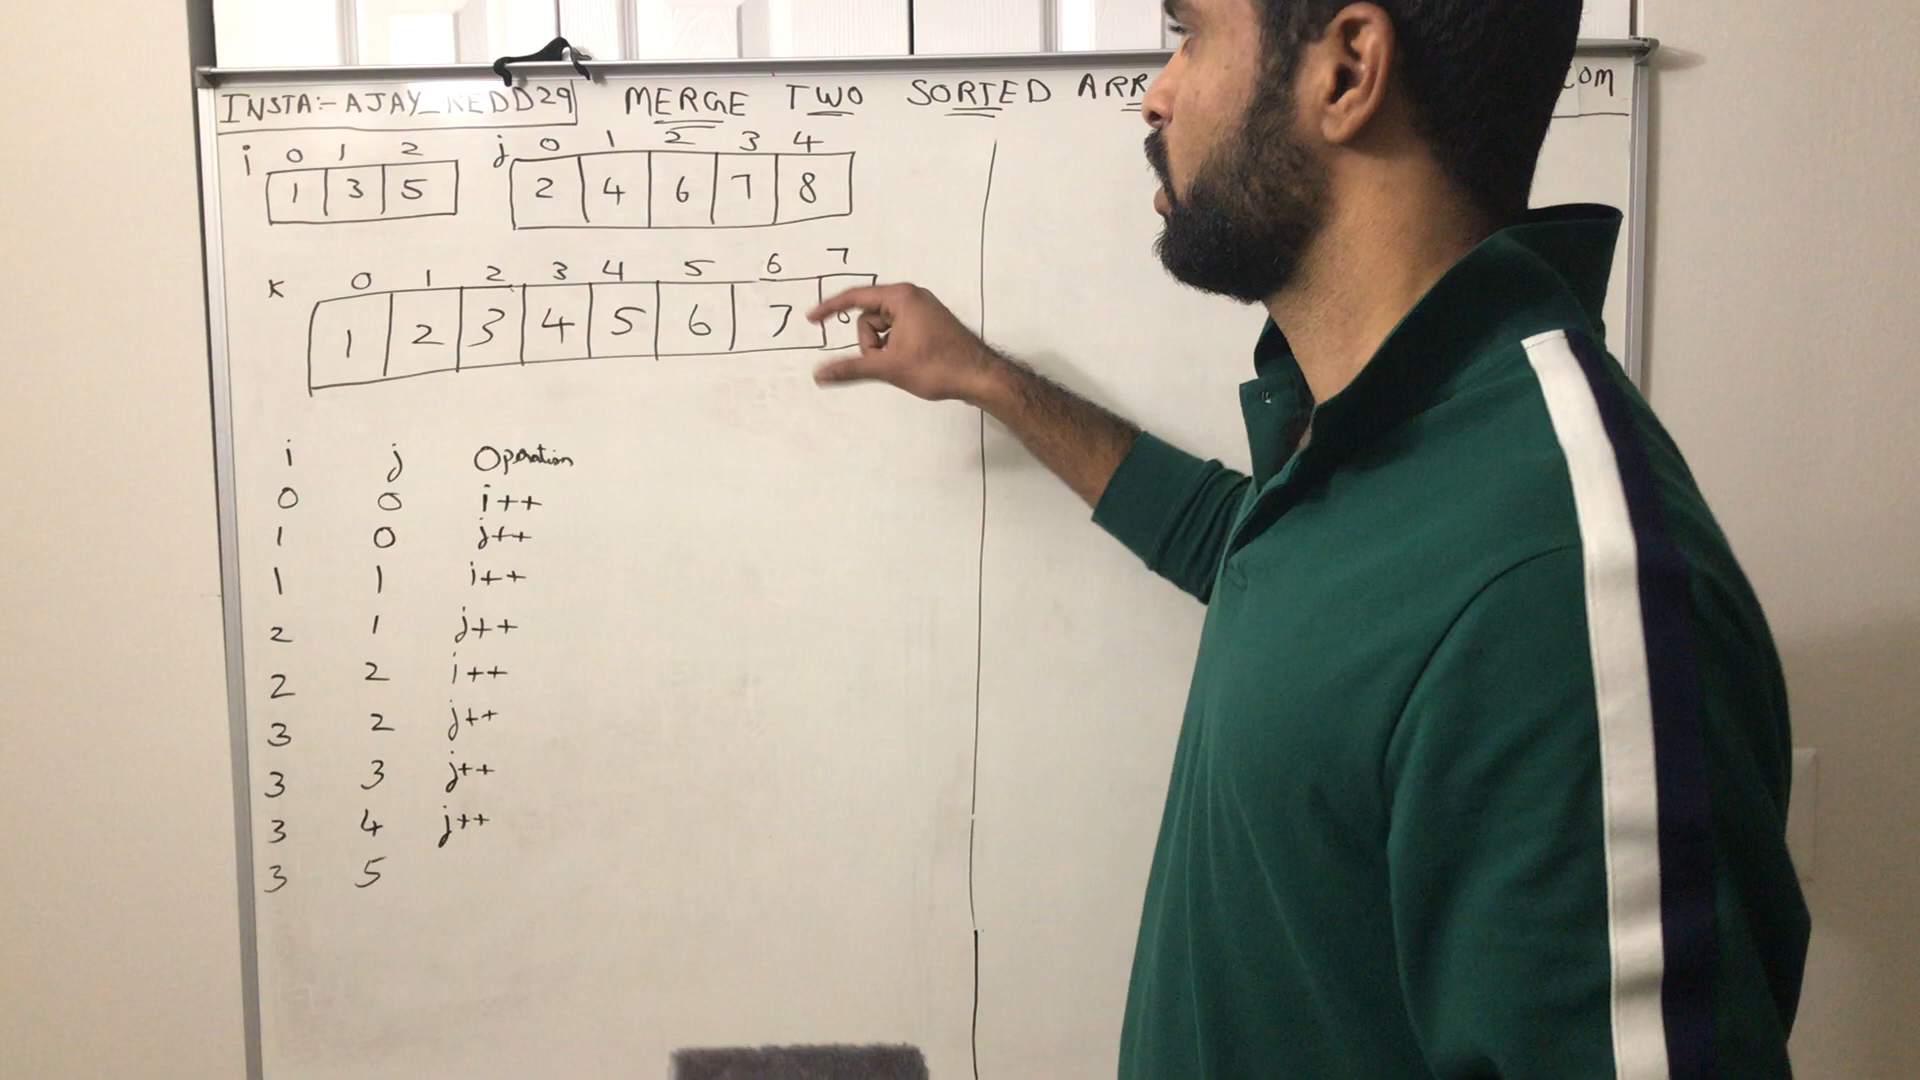 INSTA:- AJAY_NEDD29 MERGE TWO SORTED ARR OM
i 0 1 2 j 0 1 2 3 4
1 3 5 2 4 6 7 8
k 0 1 2 3 4 5 6 7
1 2 3 4 5 6 7
i j Operation
0 0 i++
1 0 j++
1 1 i++
2 1 j++
2 2 i++
3 2 j++
3 3 j++
3 4 j++
3 5